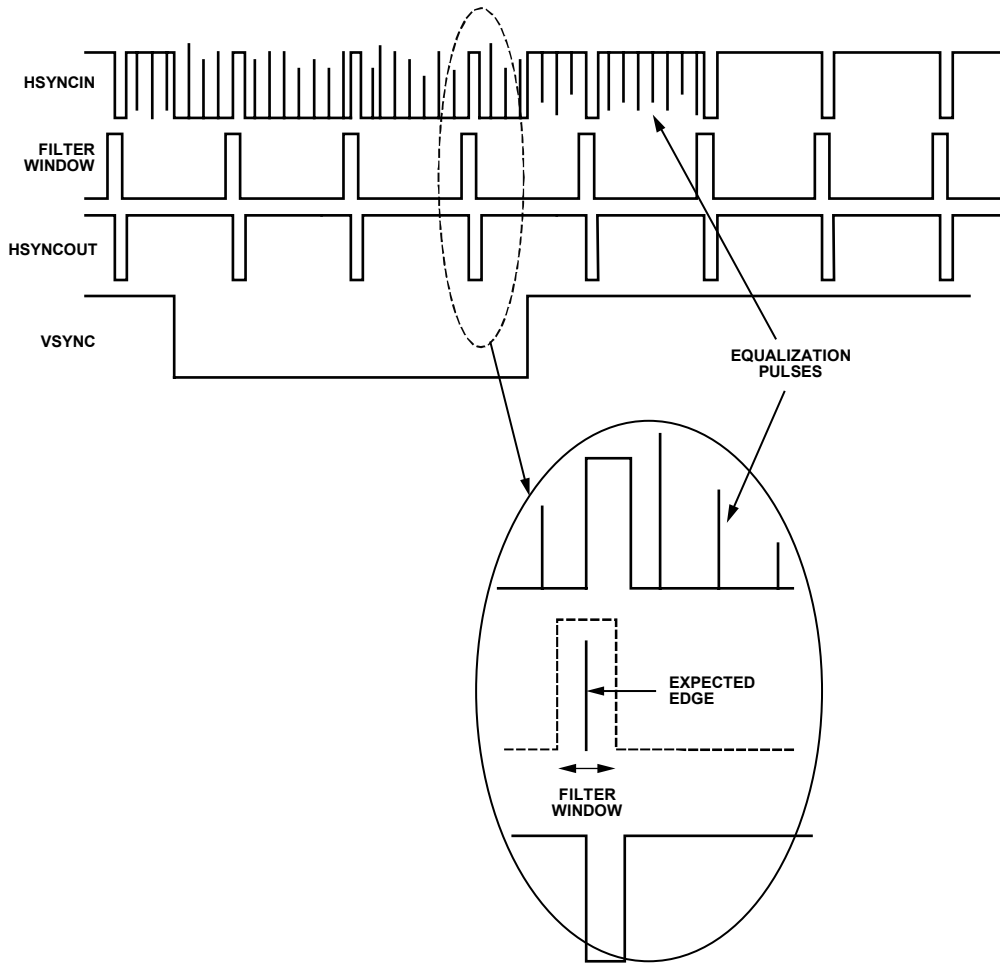 HSYNCIN
FILTER
WINDOW
HSYNCOUT
VSYNC
EQUALIZATION
PULSES
EXPECTED
EDGE
FILTER
WINDOW